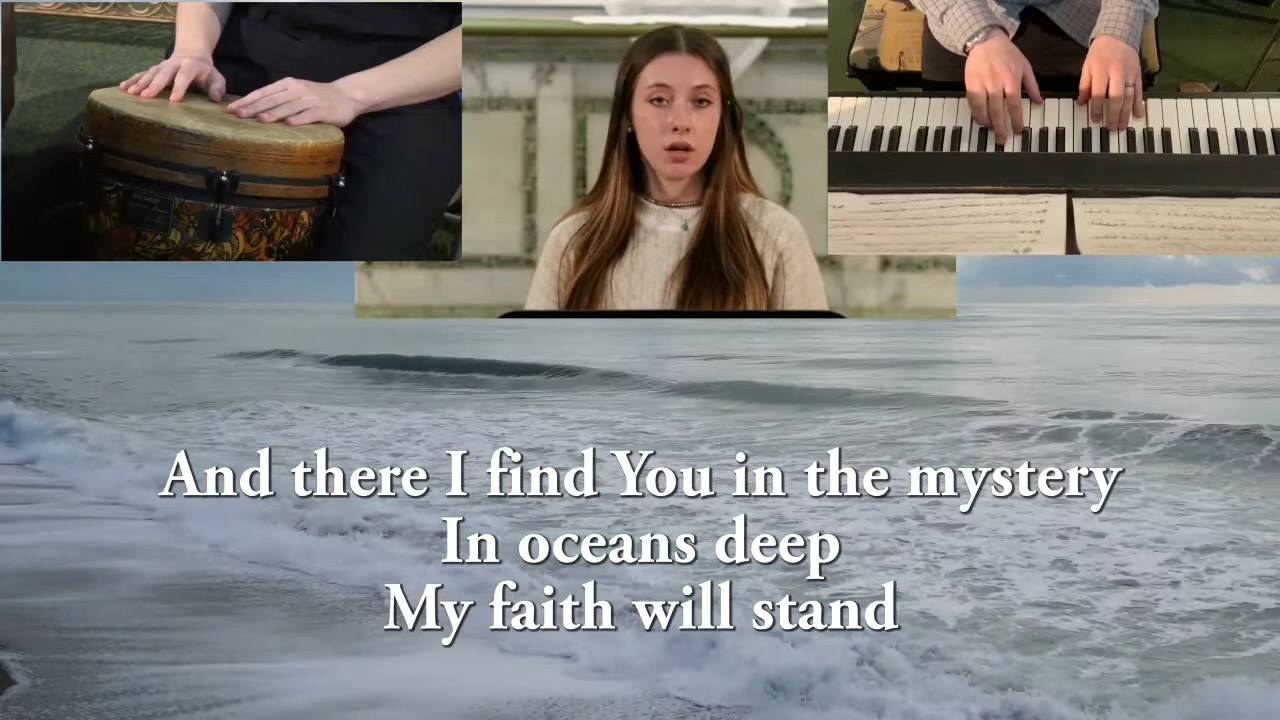 And there I find You in the mystery
In oceans deep
My faith will stand